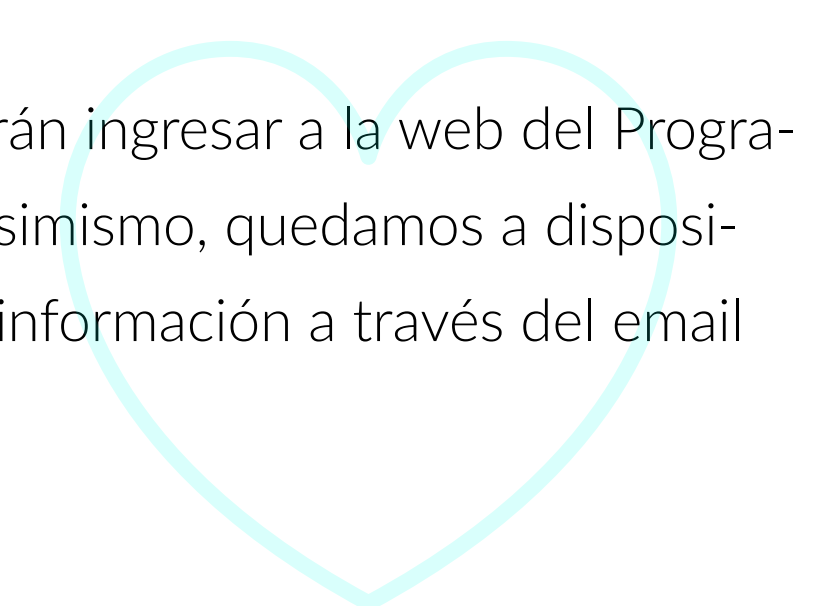 rán ingresar a la web del Progra-
simismo, quedamos a disposi-
información a través del email